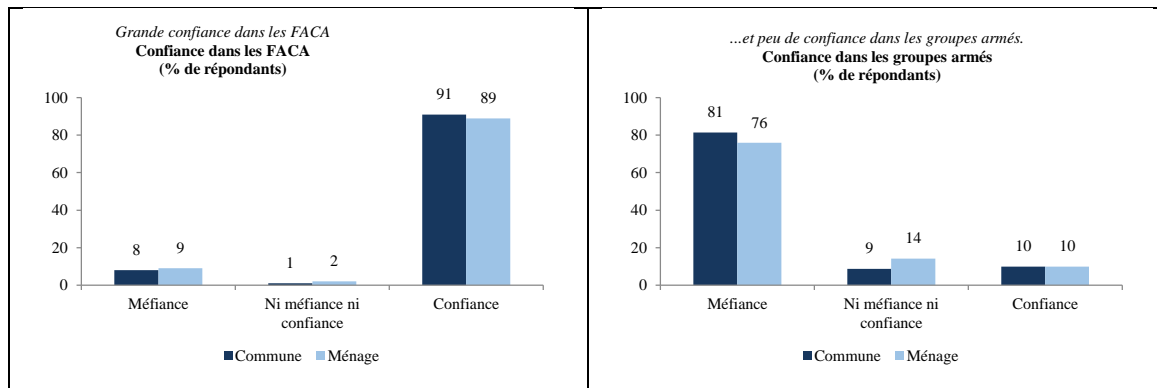 Grande confiance dans les FACA
Confiance dans les FACA
(% de répondants)
100
80
60
40
20
0
91
89
8
9
1
2
Méfiance
Ni méfiance ni
confiance
Confiance
Commune
Ménage
...et peu de confiance dans les groupes armés.
Confiance dans les groupes armés
(% de répondants)
100
80
60
40
20
0
81
76
9
14
10
10
Méfiance
Ni méfiance ni
confiance
Confiance
Commune
Ménage